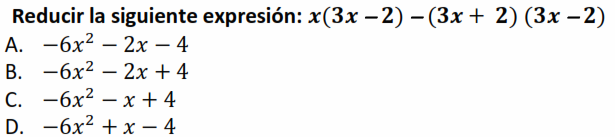 Reducir la siguiente expresión: x(3x – 2) – (3x + 2) (3x – 2)
A. −6x² − 2x − 4
B. −6x² − 2x + 4
C. −6x² − x + 4
D. −6x² + x − 4